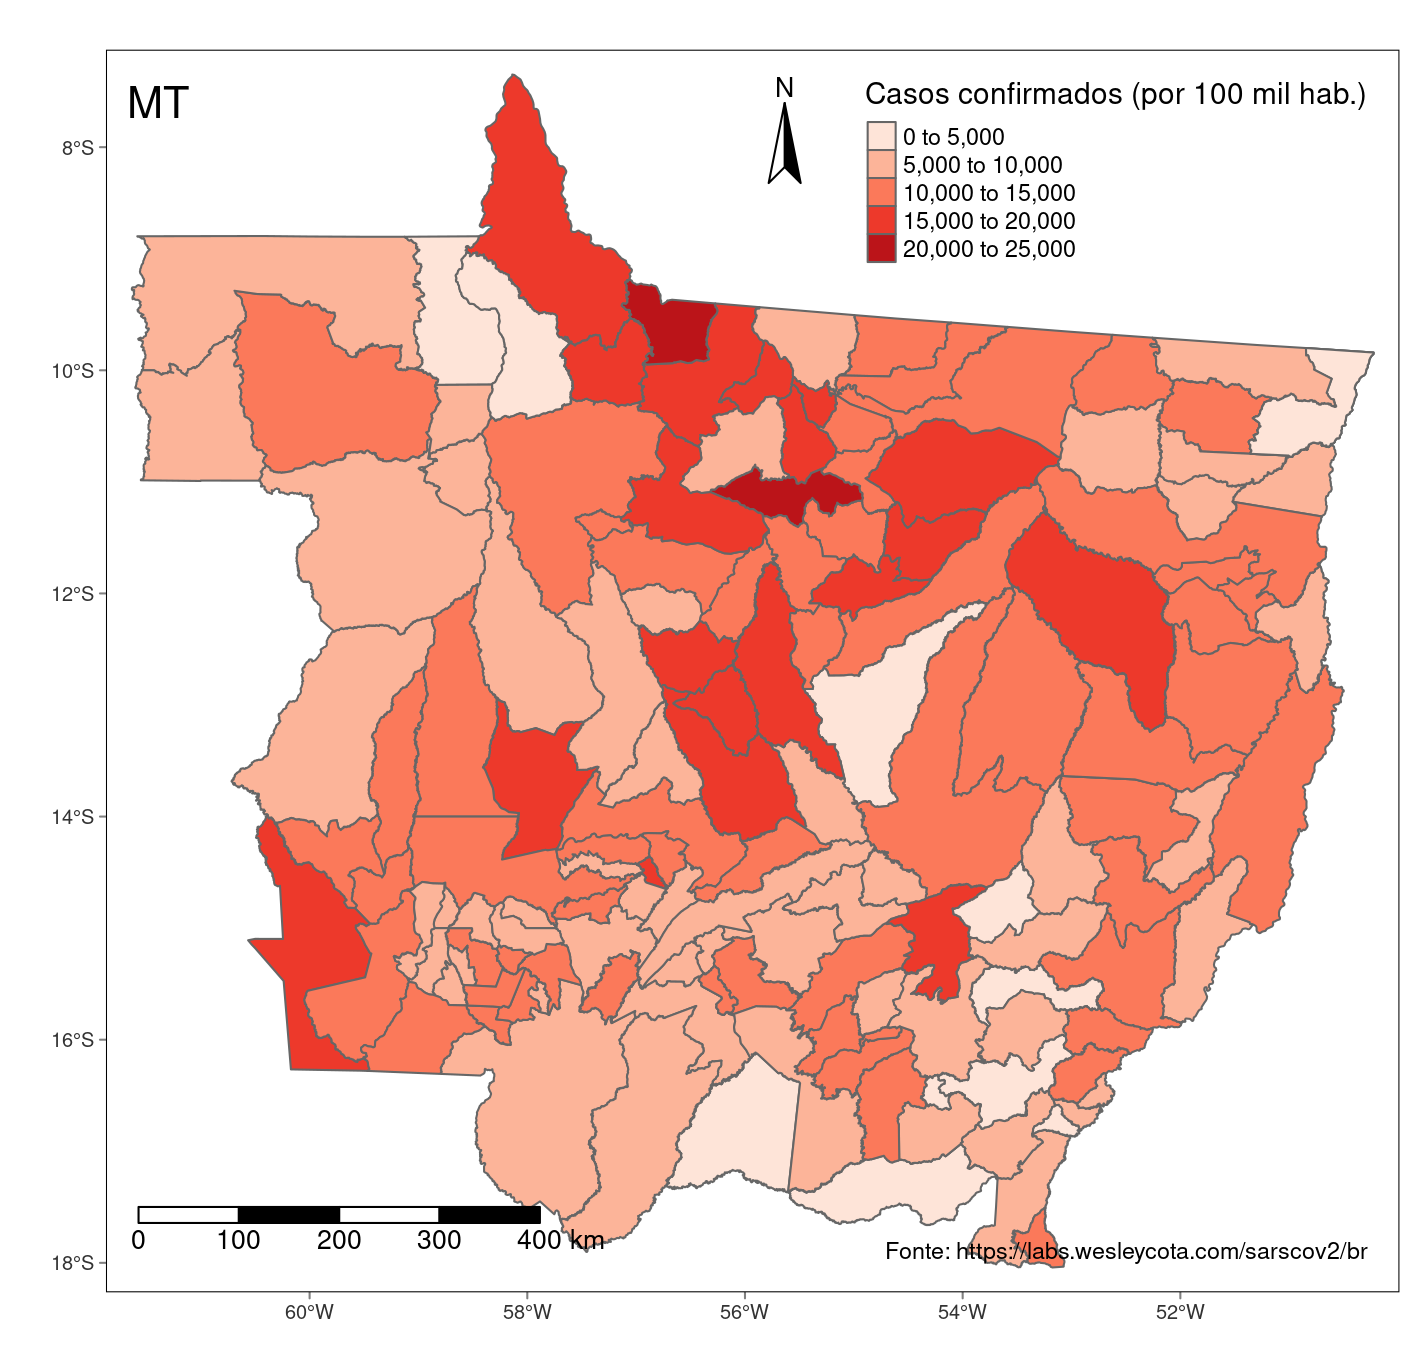 MT
N
Casos confirmados (por 100 mil hab.)
0 to 5,000
5,000 to 10,000
10,000 to 15,000
15,000 to 20,000
20,000 to 25,000
8°S
10°S
12°S
14°S
16°S
18°S
0 100 200 300 400 km
Fonte: https://labs.wesleycota.com/sarscov2/br
60°W 58°W 56°W 54°W 52°W